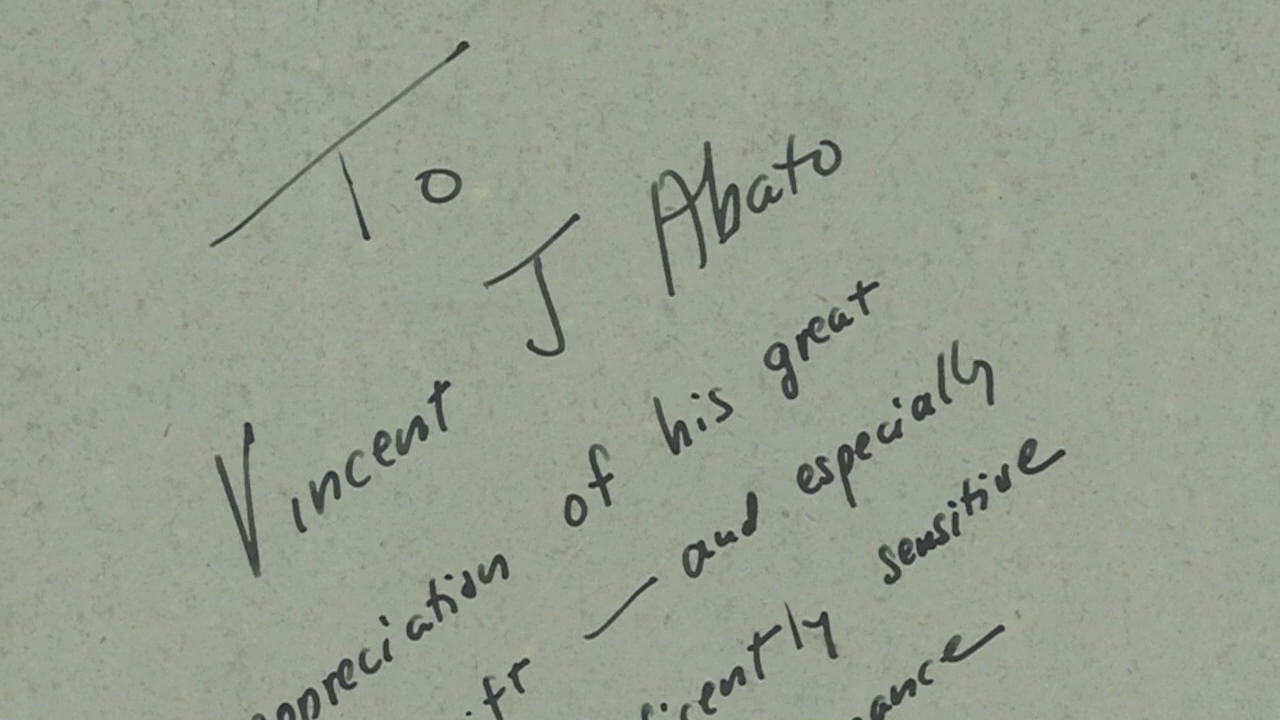 To
Vincent J Abato
appreciation of his great
— and especially
sensitive